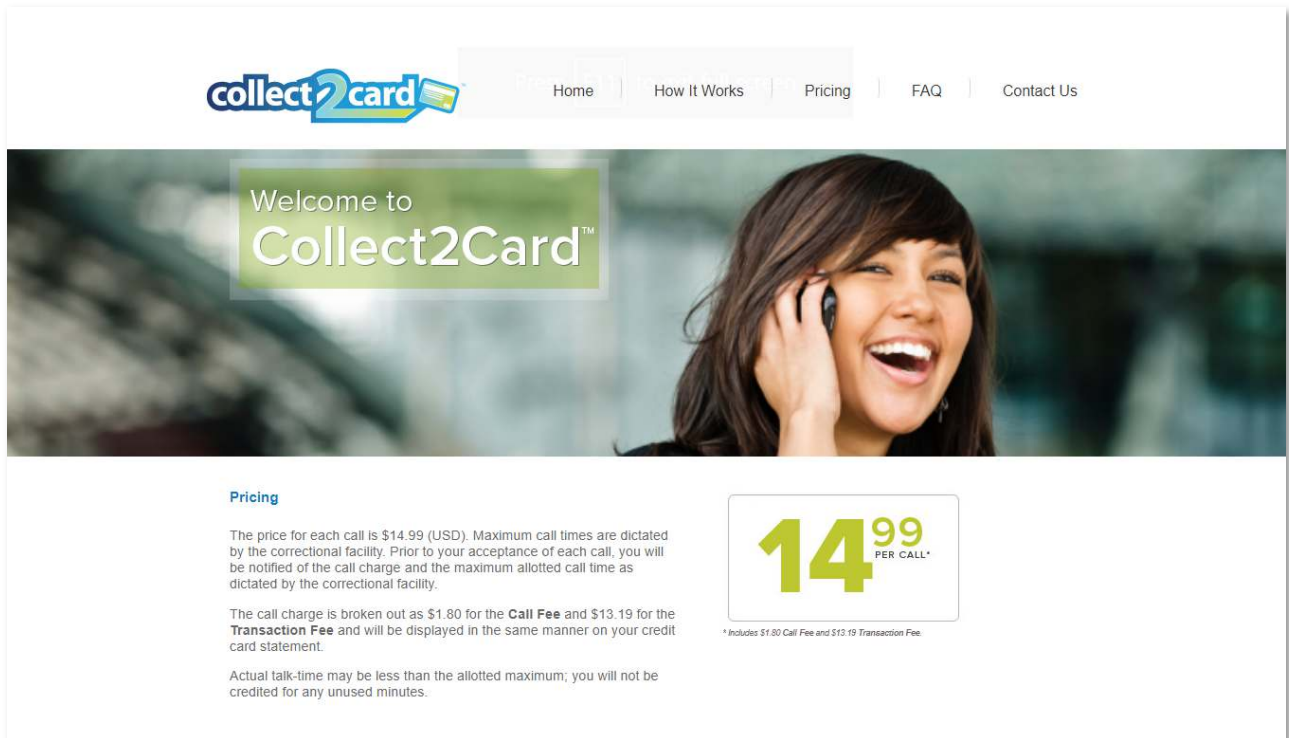 collect2card
Home
How It Works
Pricing
FAQ
Contact Us
Welcome to
Collect2Card™
Pricing
The price for each call is $14.99 (USD). Maximum call times are dictated
by the correctional facility. Prior to your acceptance of each call, you will
be notified of the call charge and the maximum allotted call time as
dictated by the correctional facility.
The call charge is broken out as $1.80 for the Call Fee and $13.19 for the
Transaction Fee and will be displayed in the same manner on your credit
card statement.
Actual talk-time may be less than the allotted maximum; you will not be
credited for any unused minutes.
14 99
PER CALL*
* Includes $1.80 Call Fee and $13.19 Transaction Fee.